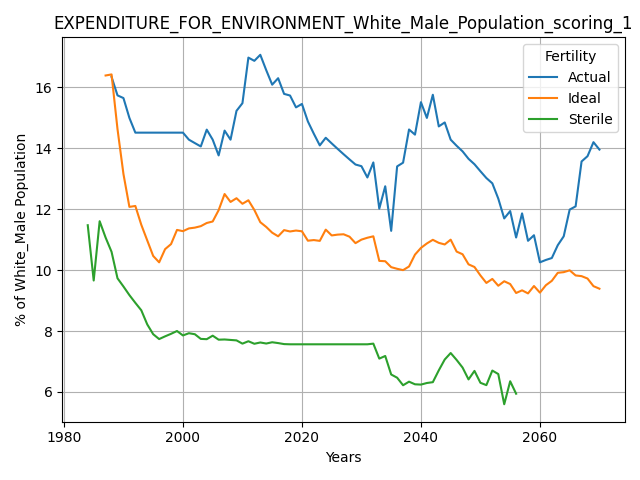 EXPENDITURE_FOR_ENVIRONMENT_White_Male_Population_scoring_1
Fertility
Actual
Ideal
Sterile
% of White_Male Population
16
14
12
10
8
6
1980
2000
2020
2040
2060
Years